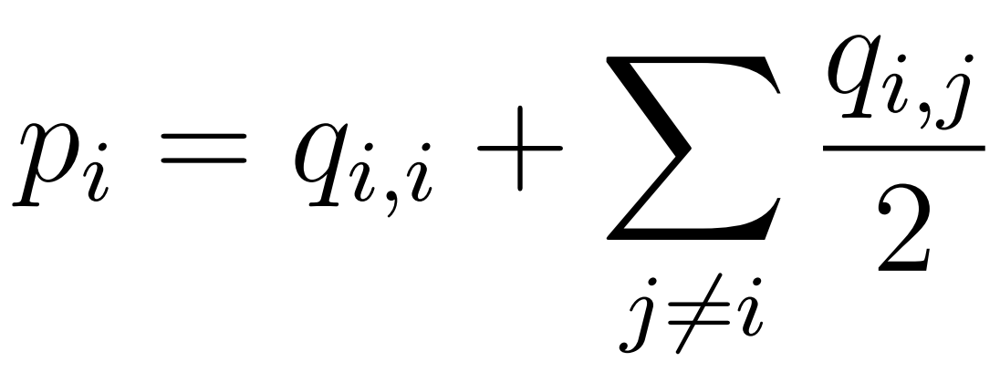 p_i = q_{i,i} + \sum_{j \neq i} \frac{q_{i,j}}{2}